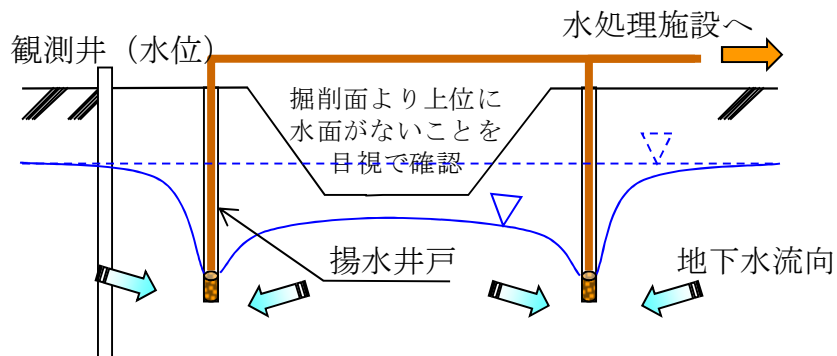 水処理施設へ
観測井（水位）
掘削面より上位に
水面がないことを
目視で確認
揚水井戸
地下水流向